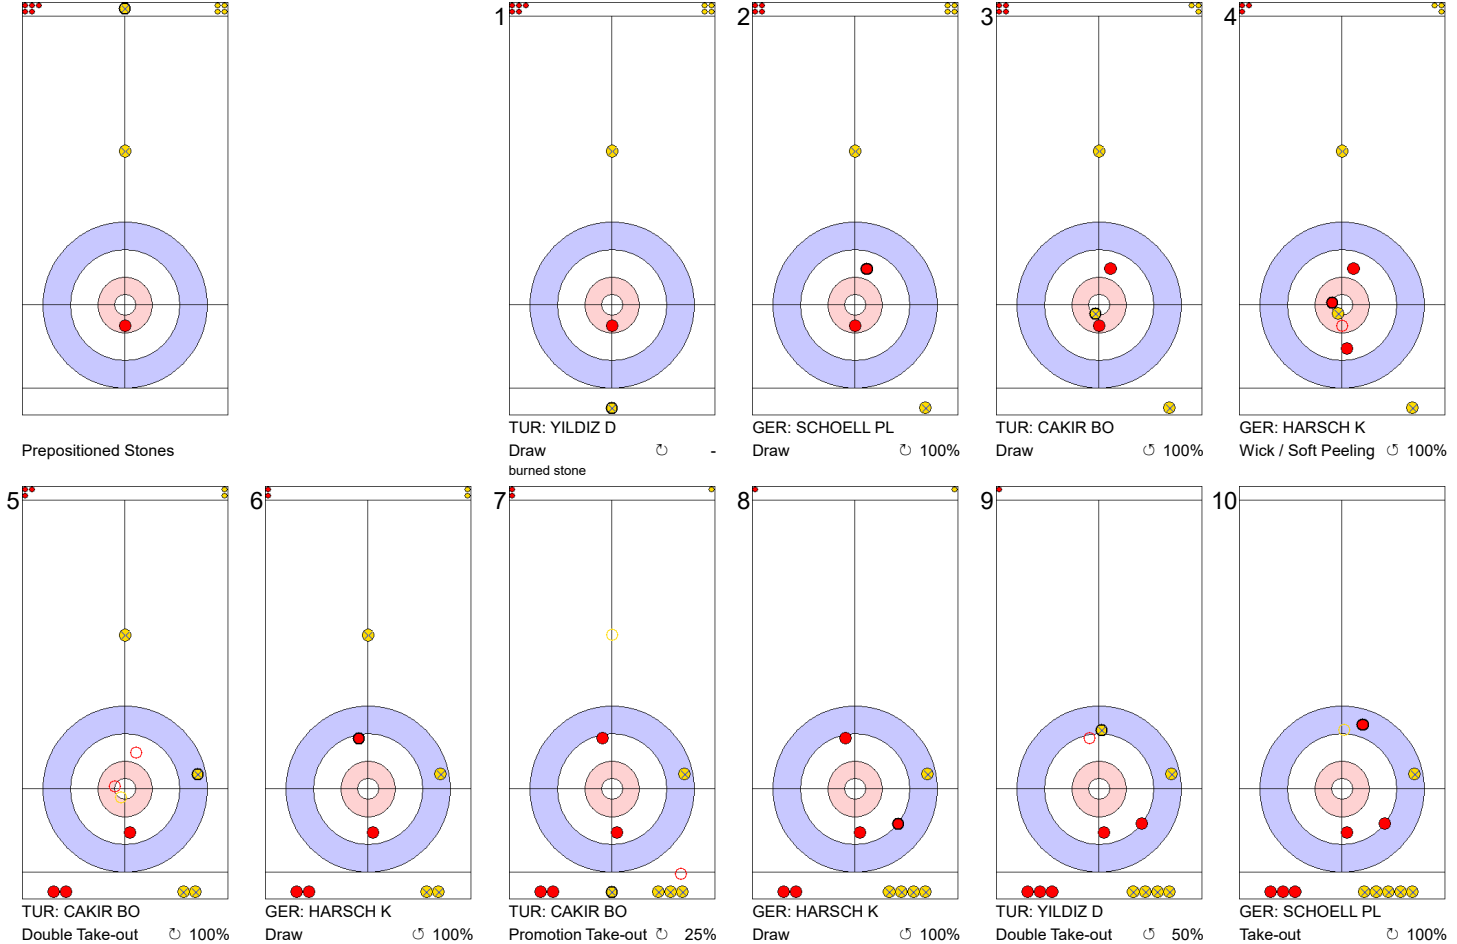 Prepositioned Stones
1
TUR: YILDIZ D
Draw -
burned stone
2
GER: SCHOELL PL
Draw 100%
3
TUR: CAKIR BO
Draw 100%
4
GER: HARSCH K
Wick / Soft Peeling 100%
5
TUR: CAKIR BO
Double Take-out 100%
6
GER: HARSCH K
Draw 100%
7
TUR: CAKIR BO
Promotion Take-out 25%
8
GER: HARSCH K
Draw 100%
9
TUR: YILDIZ D
Double Take-out 50%
10
GER: SCHOELL PL
Take-out 100%